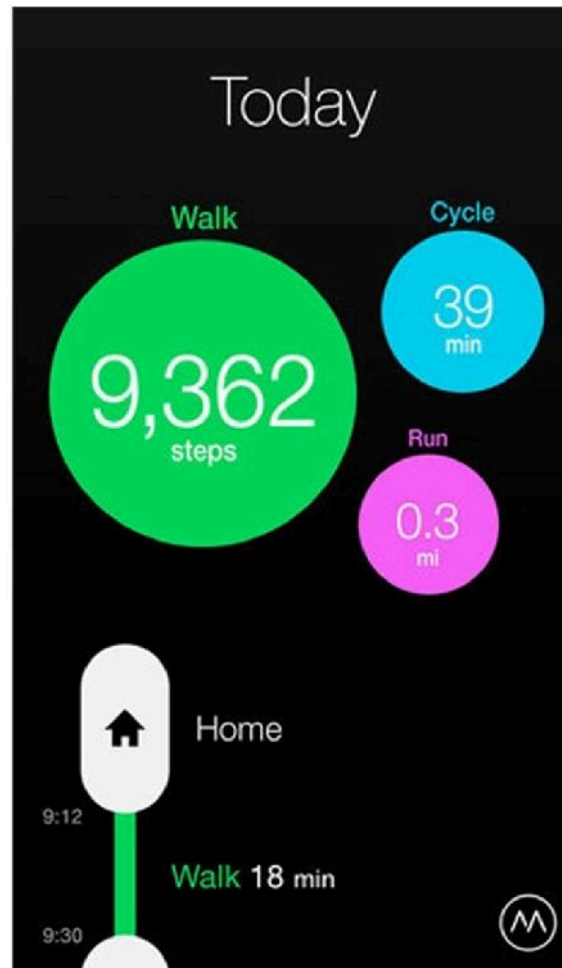 Today
Walk
9,362
steps
Cycle
39
min
Run
0.3
mi
Home
9:12
Walk 18 min
9:30